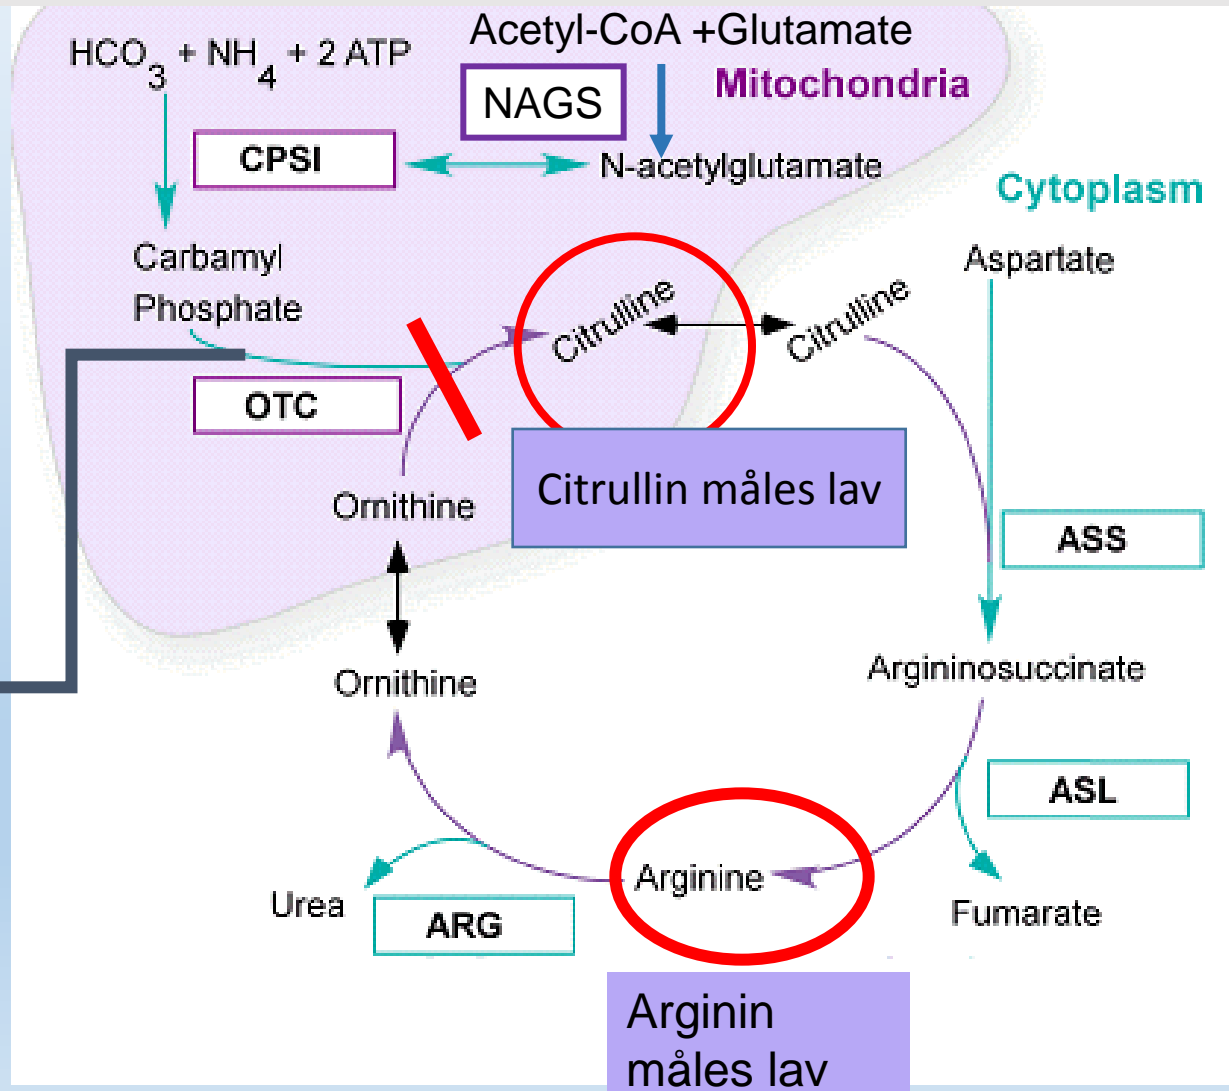 Acetyl-CoA +Glutamate
HCO3 + NH4 + 2 ATP
NAGS
Mitochondria
CPSI
N-acetylglutamate
Cytoplasm
Carbamyl
Phosphate
Aspartate
Citrulline
Citrulline
OTC
Citrullin måles lav
Ornithine
ASS
Ornithine
Argininosuccinate
ASL
Arginine
Urea
ARG
Fumarate
Arginin
måles lav